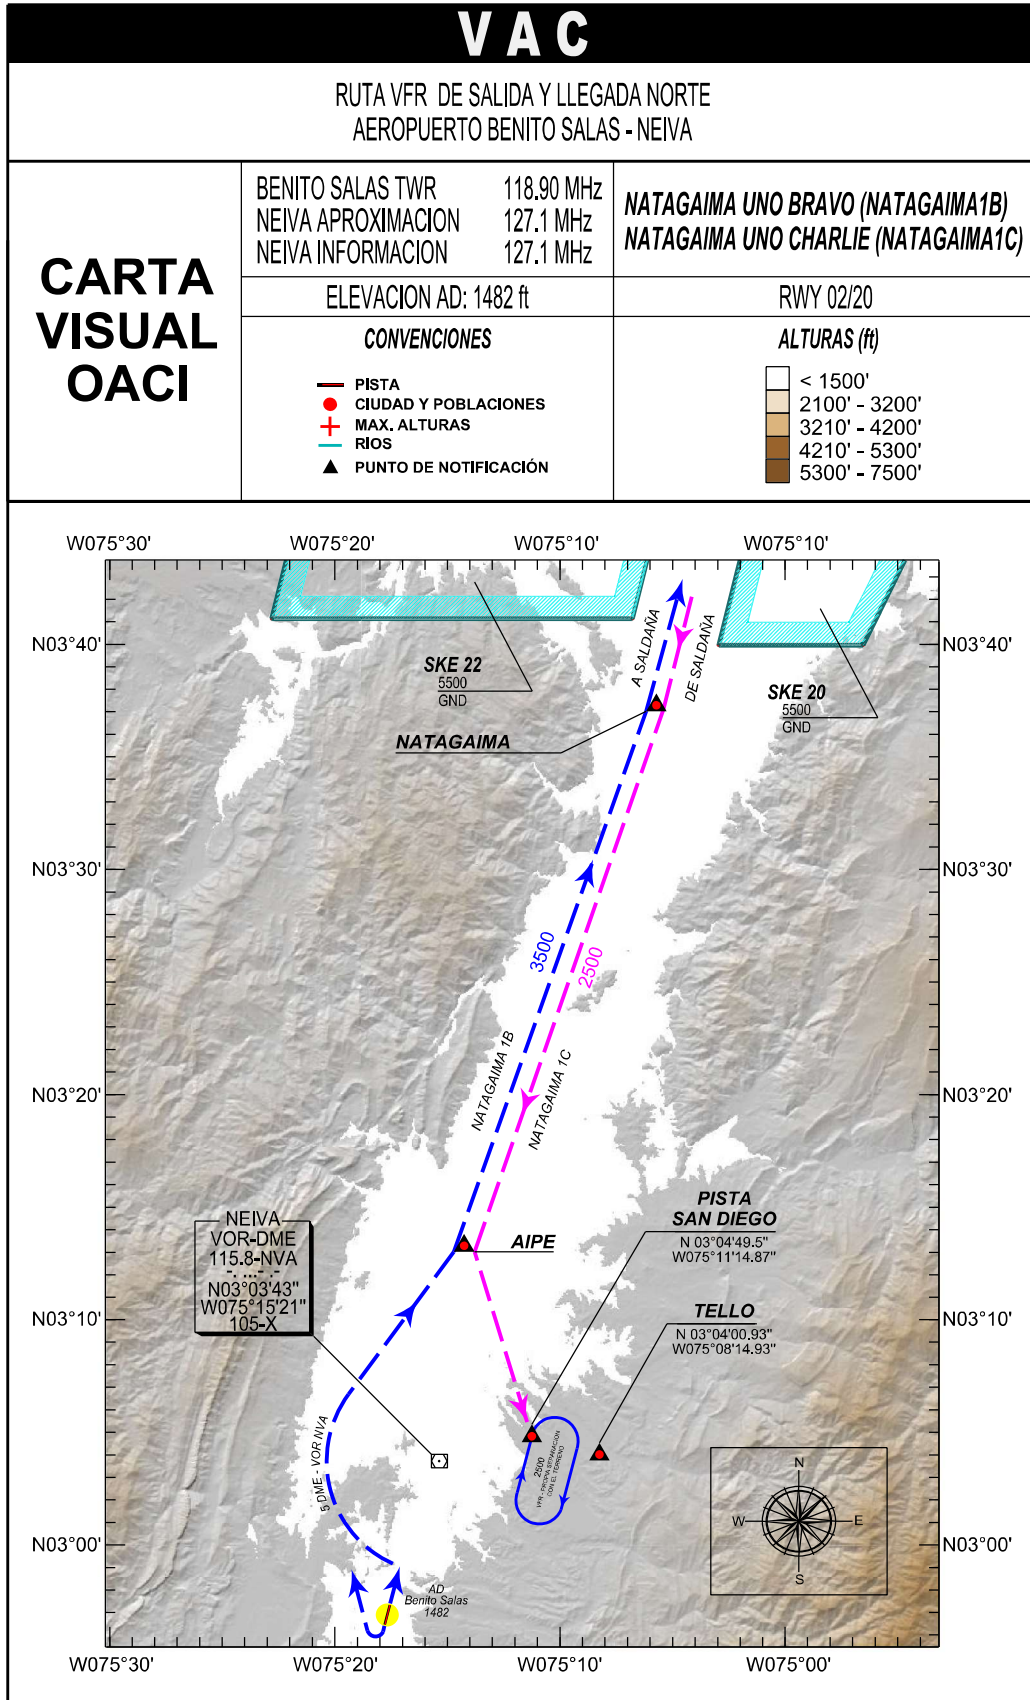 VAC
RUTA VFR DE SALIDA Y LLEGADA NORTE
AEROPUERTO BENITO SALAS - NEIVA
CARTA
VISUAL
OACI
BENITO SALAS TWR 118.90 MHz
NEIVA APROXIMACION 127.1 MHz
NEIVA INFORMACION 127.1 MHz
NATAGAIMA UNO BRAVO (NATAGAIMA1B)
NATAGAIMA UNO CHARLIE (NATAGAIMA1C)
ELEVACION AD: 1482 ft
RWY 02/20
CONVENCIONES
PISTA
CIUDAD Y POBLACIONES
MAX. ALTURAS
RIOS
PUNTO DE NOTIFICACIÓN
ALTURAS (ft)
< 1500'
2100' - 3200'
3210' - 4200'
4210' - 5300'
5300' - 7500'
W075°30' W075°20' W075°10' W075°10'
N03°40' N03°40'
SKE 22
5500
GND
A SALDAÑA
DE SALDAÑA
SKE 20
5500
GND
NATAGAIMA
N03°30' N03°30'
3500
2500
NATAGAIMA 1B
NATAGAIMA 1C
N03°20' N03°20'
PISTA
SAN DIEGO
N 03°04'49.5"
W075°11'14.87"
NEIVA
VOR-DME
115.8-NVA
-. ...- .-
N03°03'43"
W075°15'21"
105-X
AIPE
TELLO
N 03°04'00.93"
W075°08'14.93"
N03°10' N03°10'
5 DME - VOR NVA
2500
VFR - PROPIA SEPARACION
CON EL TERRENO
N
W E
S
N03°00' N03°00'
AD
Benito Salas
1482
W075°30' W075°20' W075°10' W075°00'